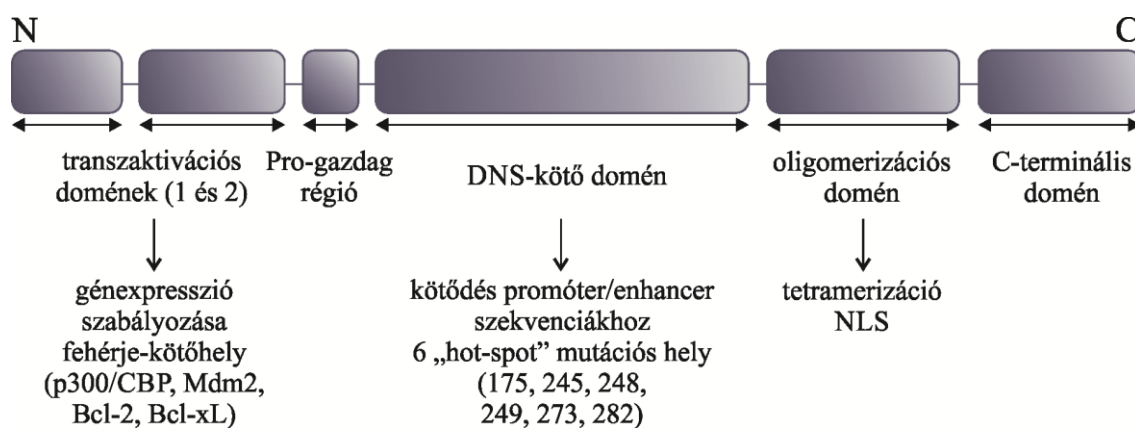 N
C
transzaktivációs
domének (1 és 2)
Pro-gazdag
régió
DNS-kötő domén
oligomerizációs
domén
C-terminális
domén
génexpresszió
szabályozása
fehérje-kötőhely
(p300/CBP, Mdm2,
Bcl-2, Bcl-xL)
kötődés promóter/enhancer
szekvenciákhoz
6 „hot-spot” mutációs hely
(175, 245, 248,
249, 273, 282)
tetramerizáció
NLS